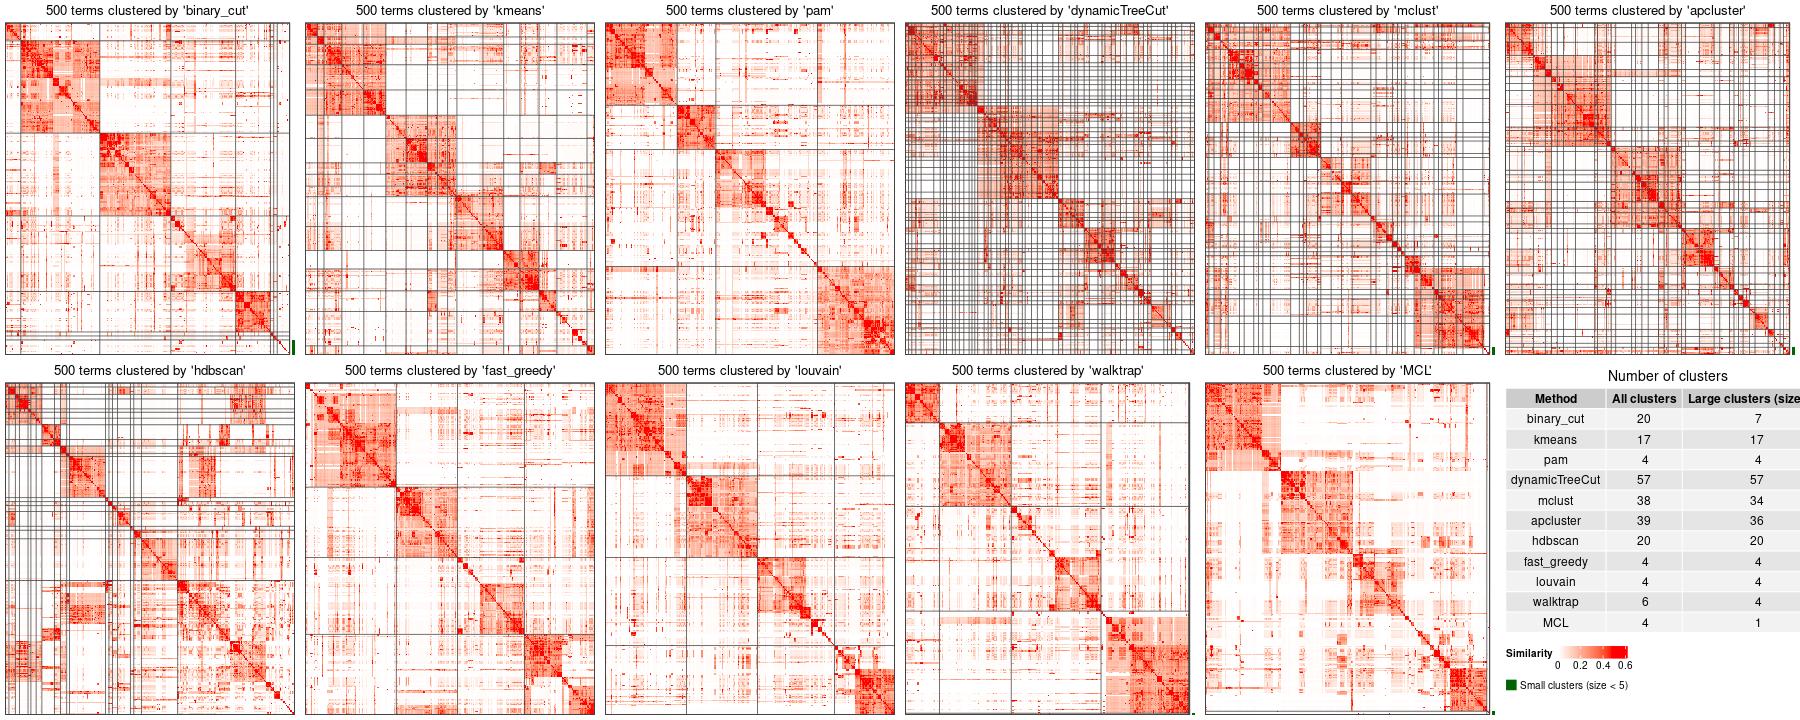 500 terms clustered by 'binary_cut'
500 terms clustered by 'kmeans'
500 terms clustered by 'pam'
500 terms clustered by 'dynamicTreeCut'
500 terms clustered by 'mclust'
500 terms clustered by 'apcluster'
500 terms clustered by 'hdbscan'
500 terms clustered by 'fast_greedy'
500 terms clustered by 'louvain'
500 terms clustered by 'walktrap'
500 terms clustered by 'MCL'
Number of clusters
Method All clusters Large clusters (size
binary_cut 20 7
kmeans 17 17
pam 4 4
dynamicTreeCut 57 57
mclust 38 34
apcluster 39 36
hdbscan 20 20
fast_greedy 4 4
louvain 4 4
walktrap 6 4
MCL 4 1
Similarity
0 0.2 0.4 0.6
Small clusters (size < 5)